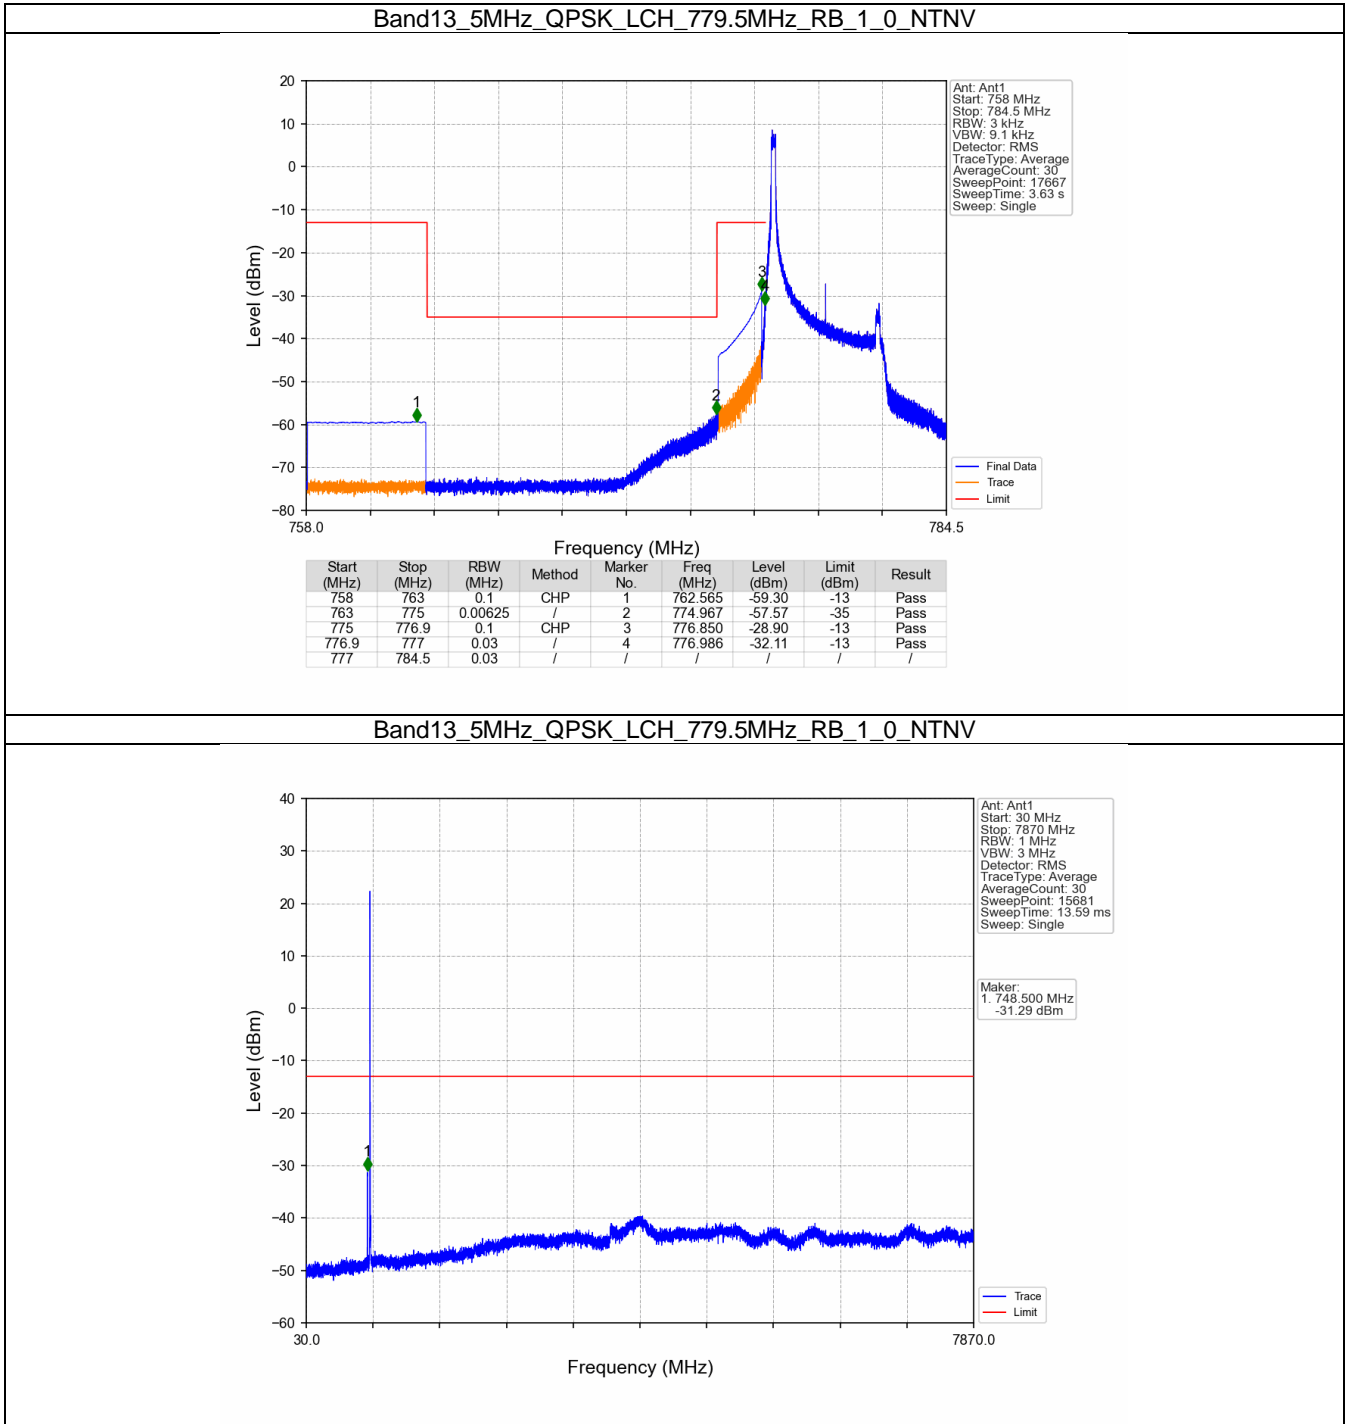 Band13_5MHz_QPSK_LCH_779.5MHz_RB_1_0_NTNV
20
10
0
−10
−20
−30
−40
−50
−60
−70
−80
Level (dBm)
1
2
3
4
758.0
784.5
Frequency (MHz)
Ant: Ant1
Start: 758 MHz
Stop: 784.5 MHz
RBW: 3 kHz
VBW: 9.1 kHz
Detector: RMS
TraceType: Average
AverageCount: 30
SweepPoint: 17667
SweepTime: 3.63 s
Sweep: Single
Final Data
Trace
Limit
Start (MHz) Stop (MHz) RBW (MHz) Method Marker No. Freq (MHz) Level (dBm) Limit (dBm) Result
758 763 0.1 CHP 1 762.565 -59.30 -13 Pass
763 775 0.00625 / 2 774.967 -57.57 -35 Pass
775 776.9 0.1 CHP 3 776.850 -28.90 -13 Pass
776.9 777 0.03 / 4 776.986 -32.11 -13 Pass
777 784.5 0.03 / / / / / /
Band13_5MHz_QPSK_LCH_779.5MHz_RB_1_0_NTNV
40
30
20
10
0
−10
−20
−30
−40
−50
−60
Level (dBm)
1
30.0
7870.0
Frequency (MHz)
Ant: Ant1
Start: 30 MHz
Stop: 7870 MHz
RBW: 1 MHz
VBW: 3 MHz
Detector: RMS
TraceType: Average
AverageCount: 30
SweepPoint: 15681
SweepTime: 13.59 ms
Sweep: Single
Maker:
1. 748.500 MHz
-31.29 dBm
Trace
Limit